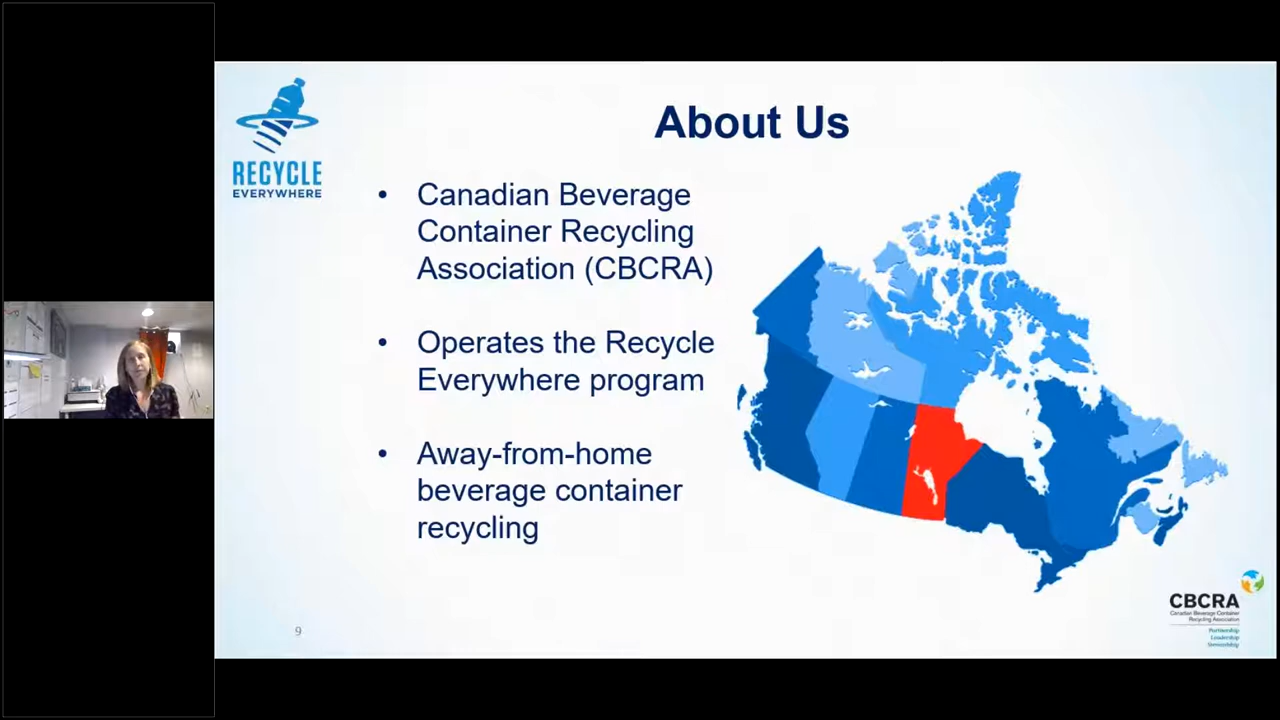 RECYCLE
EVERYWHERE
About Us
• Canadian Beverage
Container Recycling
Association (CBCRA)
• Operates the Recycle
Everywhere program
• Away-from-home
beverage container
recycling
9
CBCRA
Canadian Beverage Container
Recycling Association
Partnership
Leadership
Stewardship